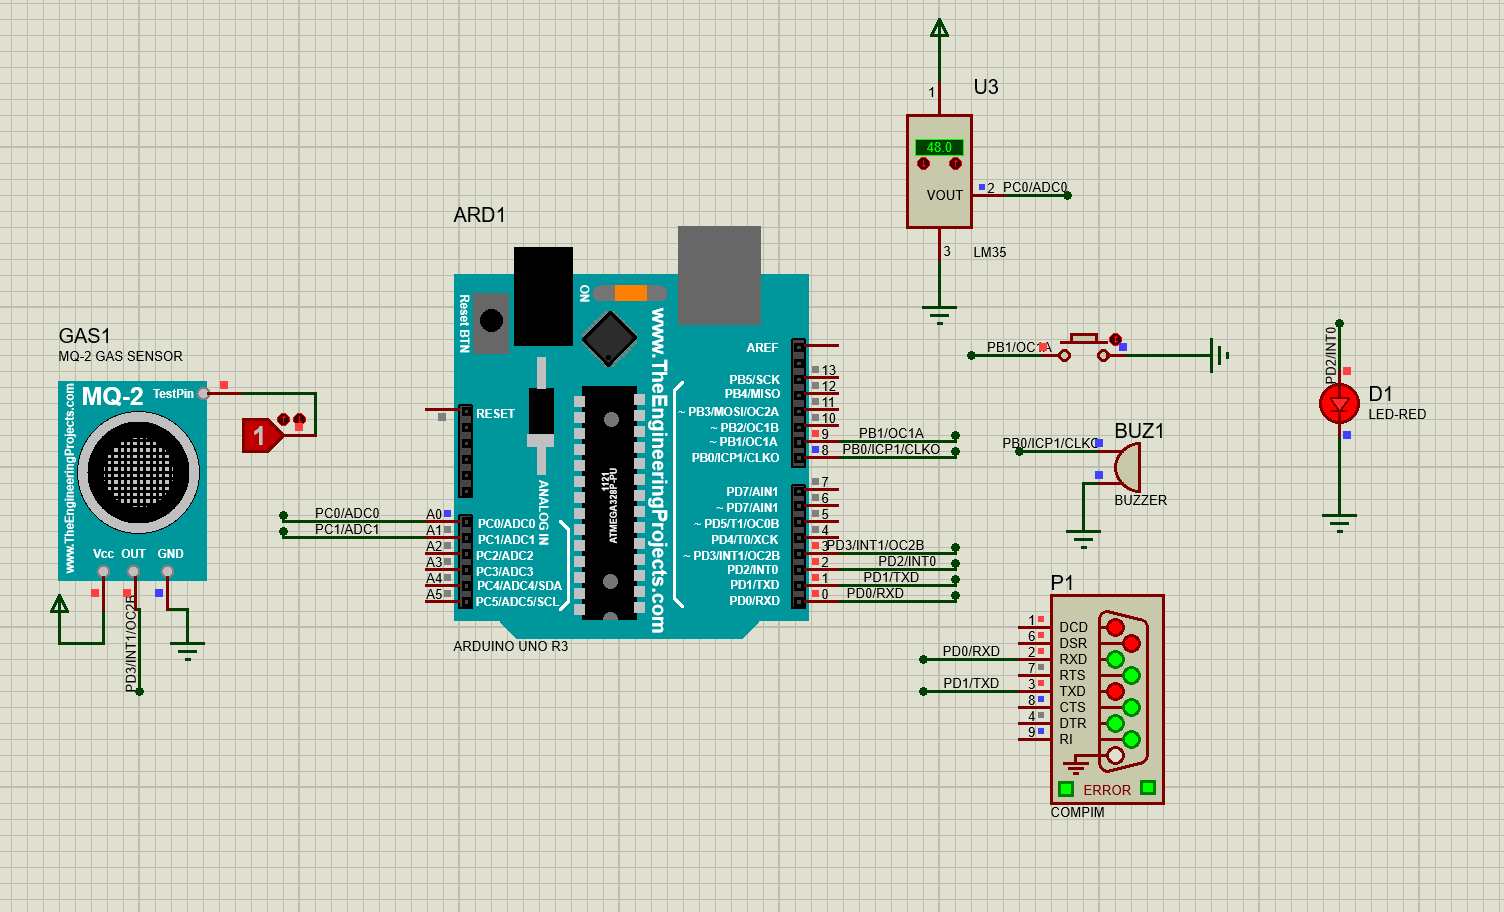 U3
1
48.0
VOUT
2
PC0/ADC0
3
LM35
GAS1
MQ-2 GAS SENSOR
MQ-2
TestPin
www.TheEngineeringProjects.com
Vcc
OUT
GND
1
PD3/INT1/OC2B
PC0/ADC0
PC1/ADC1
ARD1
Reset BTN
ON
www.TheEngineeringProjects.com
RESET
ANALOG IN
1121
ATMEGA328P-PU
A0
PC0/ADC0
A1
PC1/ADC1
A2
PC2/ADC2
A3
PC3/ADC3
A4
PC4/ADC4/SDA
A5
PC5/ADC5/SCL
AREF
PB5/SCK
13
PB4/MISO
12
~ PB3/MOSI/OC2A
11
~ PB2/OC1B
10
~ PB1/OC1A
9
PB1/OC1A
PB0/ICP1/CLKO
8
PB0/ICP1/CLKO
PD7/AIN1
7
~ PD7/AIN1
6
~ PD5/T1/OC0B
5
PD4/T0/XCK
4
~ PD3/INT1/OC2B
3
PD3/INT1/OC2B
PD2/INT0
2
PD2/INT0
PD1/TXD
1
PD1/TXD
PD0/RXD
0
PD0/RXD
ARDUINO UNO R3
PB1/OC1A
PB0/ICP1/CLKO
BUZ1
BUZZER
PD2/INT0
D1
LED-RED
P1
1
DCD
6
DSR
PD0/RXD
2
RXD
7
RTS
PD1/TXD
3
TXD
8
CTS
4
DTR
9
RI
ERROR
COMPIM